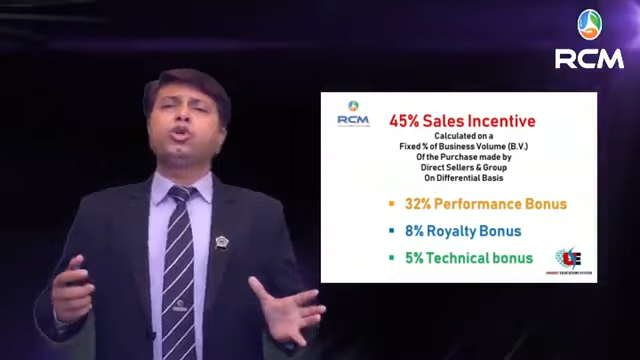 RCM
RCM
45% Sales Incentive
Calculated on a
Fixed % of Business Volume (B.V.)
Of the Purchase made by
Direct Sellers & Group
On Differential Basis
32% Performance Bonus
8% Royalty Bonus
5% Technical bonus